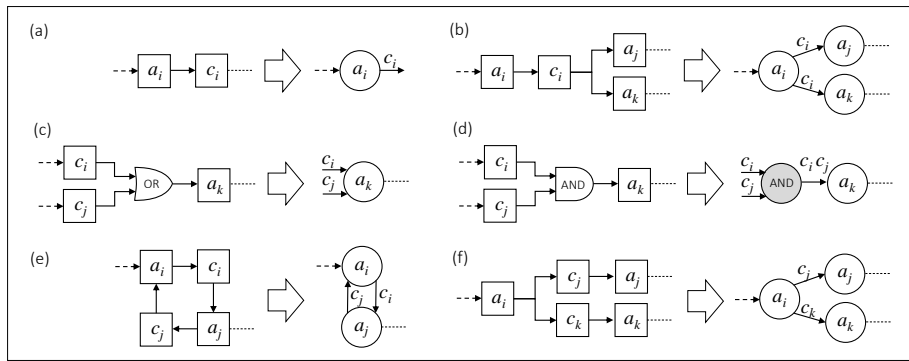 (a)
a_i c_i a_i c_i
(b)
a_i c_i a_j a_k a_i c_i c_i a_j a_k
(c)
c_i c_j OR a_k c_i c_j a_k
(d)
c_i c_j AND a_k c_i c_j AND c_i c_j a_k
(e)
a_i c_i c_j a_j a_i c_j c_i a_j
(f)
a_i c_j a_j c_k a_k a_i c_j c_k a_j a_k